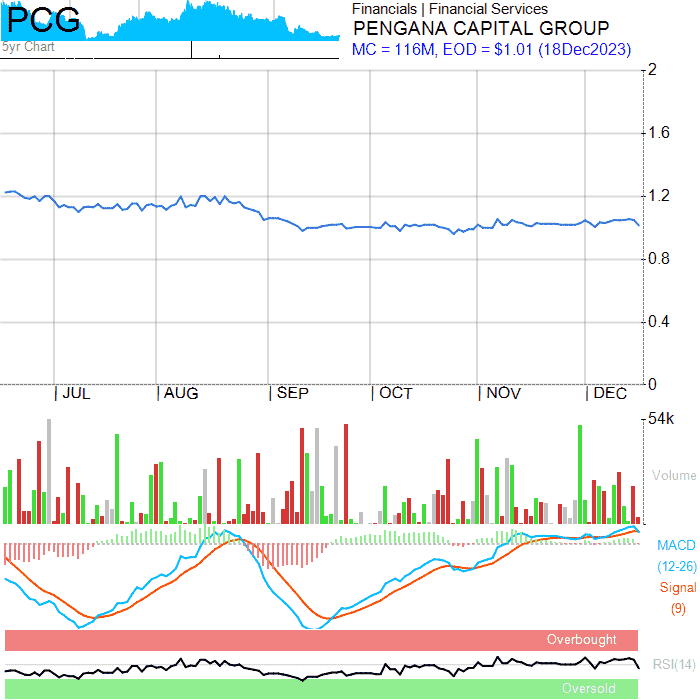 PCG
5yr Chart
Financials | Financial Services
PENGANA CAPITAL GROUP
MC = 116M, EOD = $1.01 (18Dec2023)
2
1.6
1.2
0.8
0.4
0
JUL AUG SEP OCT NOV DEC
54k
Volume
MACD
(12-26)
Signal
(9)
Overbought
RSI(14)
Oversold